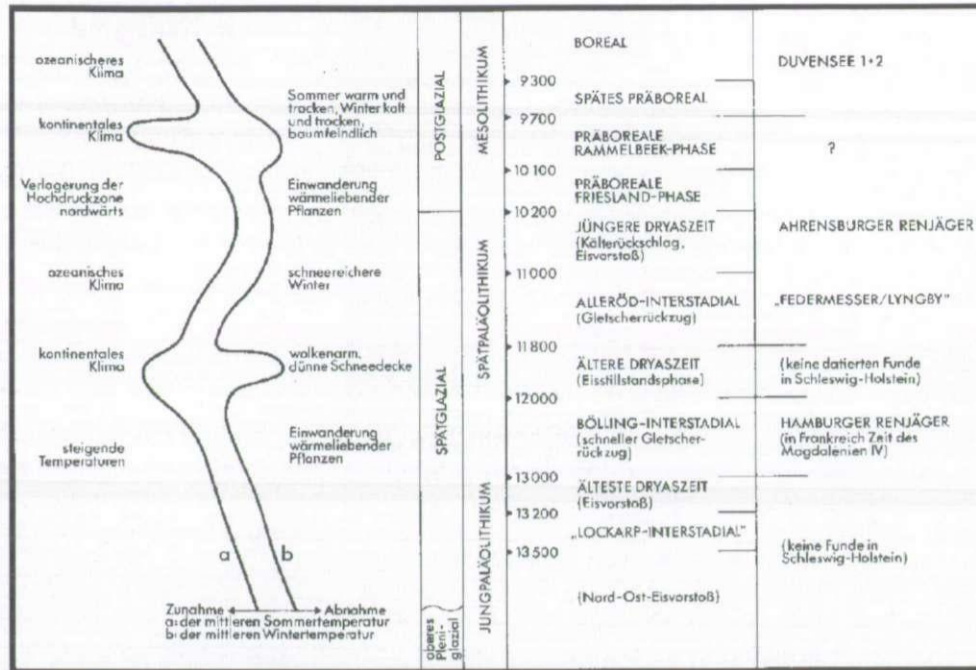 ozeanischeres
Klima
kontinentales
Klima
Sommer warm und
trocken, Winter kalt
und trocken,
baumfeindlich
Verlagerung der
Hochdruckzone
nordwärts
Einwanderung
wärmeliebender
Pflanzen
ozeanisches
Klima
schneereichere
Winter
kontinentales
Klima
wolkenarm,
dünne Schneedecke
steigende
Temperaturen
Einwanderung
wärmeliebender
Pflanzen
a
b
Zunahme
Abnahme
a: der mittleren Sommertemperatur
b: der mittleren Wintertemperatur
POSTGLAZIAL
SPÄTGLAZIAL
oberes
Pleni-
glazial
MESOLITHIKUM
SPÄTPALÄOLITHIKUM
JUNGPALÄOLITHIKUM
9300
9700
10100
10200
11000
11800
12000
13000
13200
13500
BOREAL
SPÄTES PRÄBOREAL
PRÄBOREALE
RAMMELBEEK-PHASE
PRÄBOREALE
FRIESLAND-PHASE
JÜNGERE DRYASZEIT
(Kälterückschlag,
Eisvorstoß)
ALLERÖD-INTERSTADIAL
(Gletscherrückzug)
ÄLTERE DRYASZEIT
(Eisstillstandsphase)
BÖLLING-INTERSTADIAL
(schneller Gletscher-
rückzug)
ÄLTESTE DRYASZEIT
(Eisvorstoß)
„LOCKARP-INTERSTADIAL"
(Nord-Ost-Eisvorstoß)
DUVENSEE 1+2
?
AHRENSBURGER RENJÄGER
„FEDERMESSER/LYNGBY"
(keine datierten Funde
in Schleswig-Holstein)
HAMBURGER RENJÄGER
(in Frankreich Zeit des
Magdalenien IV)
(keine Funde in
Schleswig-Holstein)